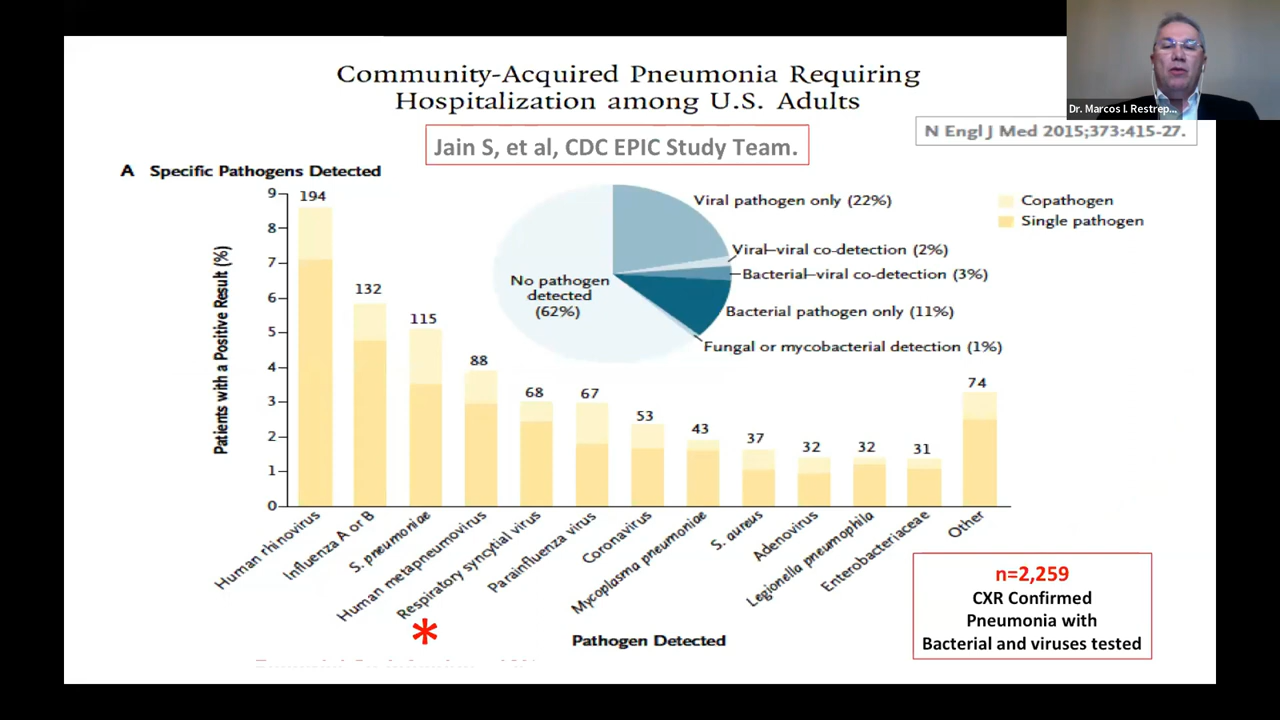 Dr. Marcos I. Restrep...
Community-Acquired Pneumonia Requiring
Hospitalization among U.S. Adults
N Engl J Med 2015;373:415-27.
Jain S, et al, CDC EPIC Study Team.
A Specific Pathogens Detected
Patients with a Positive Result (%)
9
8
7
6
5
4
3
2
1
0
194
132
115
88
68
67
53
43
37
32
32
31
74
Viral pathogen only (22%)
Viral–viral co-detection (2%)
Bacterial–viral co-detection (3%)
Bacterial pathogen only (11%)
Fungal or mycobacterial detection (1%)
No pathogen
detected
(62%)
Copathogen
Single pathogen
Human rhinovirus
Influenza A or B
S. pneumoniae
Human metapneumovirus
Respiratory syncytial virus
Parainfluenza virus
Coronavirus
Mycoplasma pneumoniae
S. aureus
Adenovirus
Legionella pneumophila
Enterobacteriaceae
Other
*
Pathogen Detected
n=2,259
CXR Confirmed
Pneumonia with
Bacterial and viruses tested